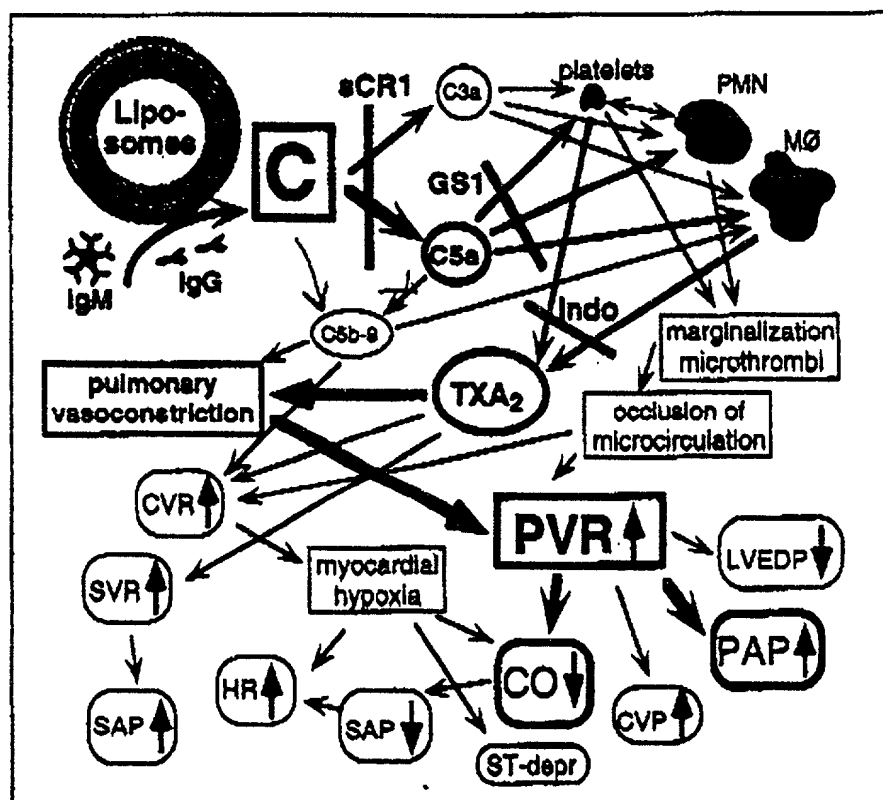 Lipo-
somes
sCR1
C3a
platelets
PMN
MØ
C
GS1
C5a
IgM
IgG
C5b-9
Indo
marginalization
microthrombi
pulmonary
vasoconstriction
TXA2
occlusion of
microcirculation
CVR
PVR
LVEDP
SVR
myocardial
hypoxia
PAP
HR
CO
SAP
SAP
CVP
ST-depr